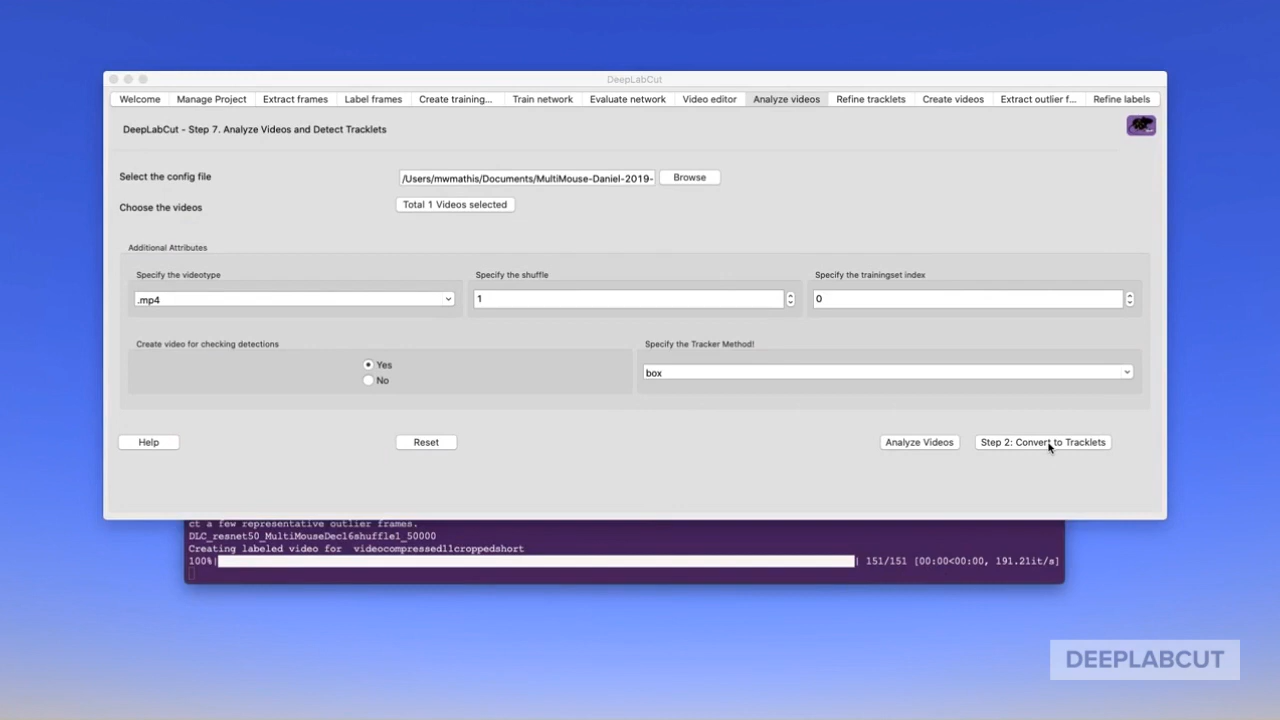 DeepLabCut
Welcome Manage Project Extract frames Label frames Create training... Train network Evaluate network Video editor Analyze videos Refine tracklets Create videos Extract outlier f... Refine labels
DeepLabCut - Step 7. Analyze Videos and Detect Tracklets
Select the config file /Users/mwmathis/Documents/MultiMouse-Daniel-2019- Browse
Choose the videos Total 1 Videos selected
Additional Attributes
Specify the videotype Specify the shuffle Specify the trainingset index
.mp4 1 0
Create video for checking detections Specify the Tracker Method!
Yes
box
No
Help Reset Analyze Videos Step 2: Convert to Tracklets
ct a few representative outlier frames.
DLC_resnet50_MultiMouseDec16shuffle1_50000
Creating labeled video for videocompressed11croppedshort
100%| | 151/151 [00:00<00:00, 191.21it/s]
DEEPLABCUT